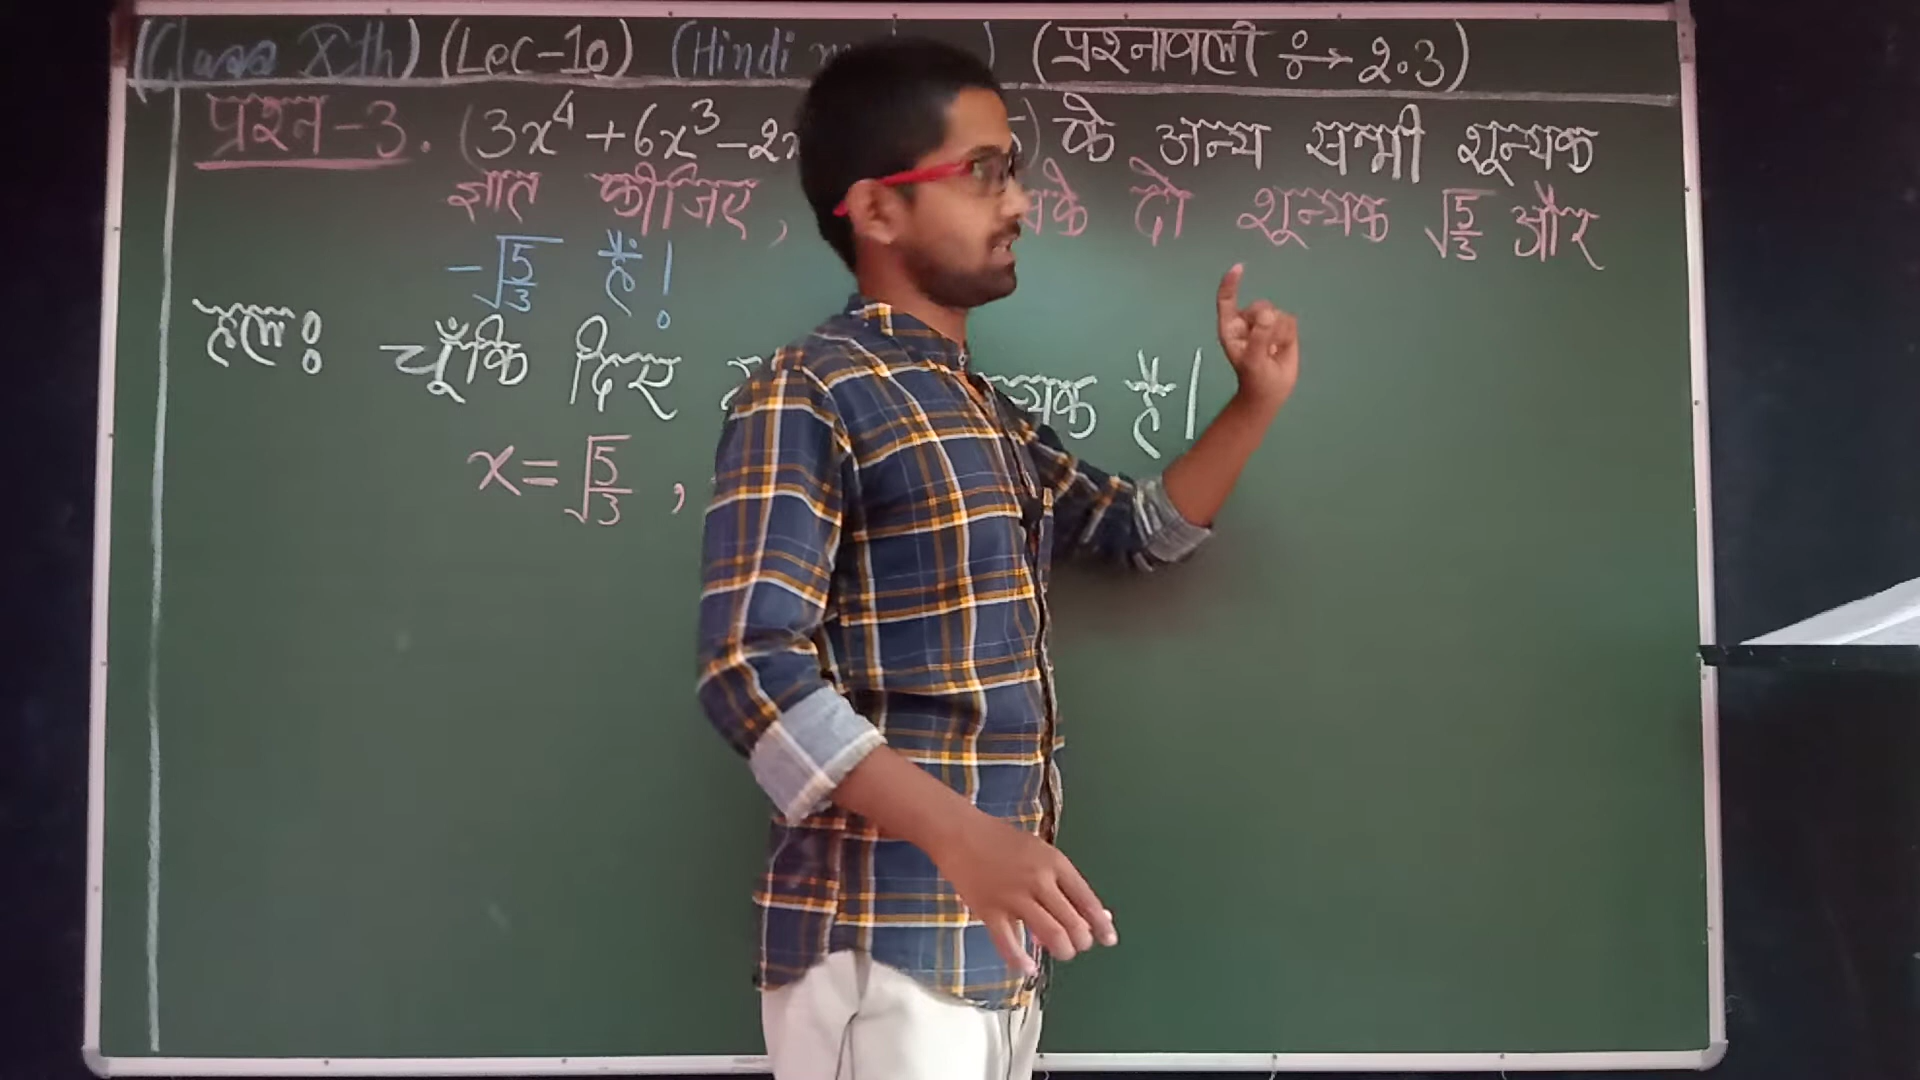 (Class Xth) (Lec-10) (Hindi (प्रश्नावली ÷→ 2.3)
प्रश्न-3. (3x⁴+6x³-2x ) के अन्य सभी शून्यक
ज्ञात कीजिए, दो शून्यक √5/3 और
-√5/3 हैं!
हलः चूँकि दिए है।
x=√5/3 ,